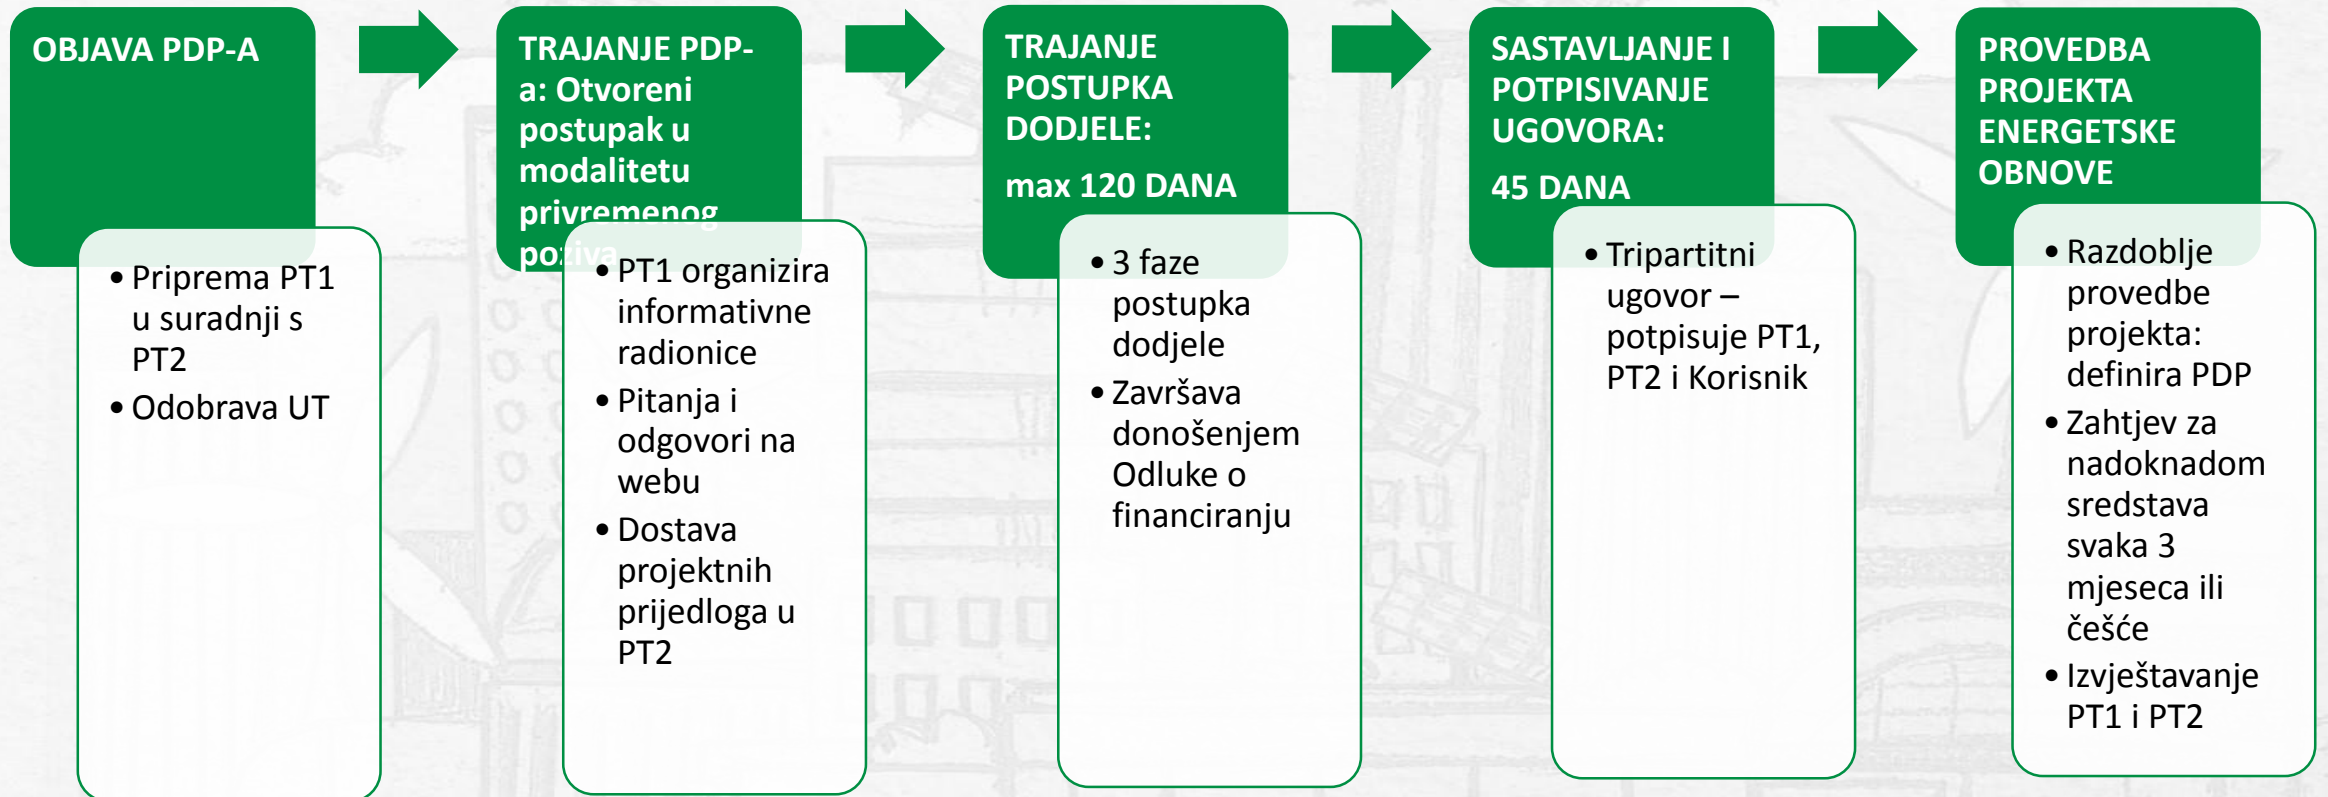 OBJAVA PDP-A
• Priprema PT1
u suradnji s
PT2
• Odobrava UT
TRAJANJE PDP-
a: Otvoreni
postupak u
modalitetu
privremenog
poziva
• PT1 organizira
informativne
radionice
• Pitanja i
odgovori na
webu
• Dostava
projektnih
prijedloga u
PT2
TRAJANJE
POSTUPKA
DODJELE:
max 120 DANA
• 3 faze
postupka
dodjele
• Završava
donošenjem
Odluke o
financiranju
SASTAVLJANJE I
POTPISIVANJE
UGOVORA:
45 DANA
• Tripartitni
ugovor –
potpisuje PT1,
PT2 i Korisnik
PROVEDBA
PROJEKTA
ENERGETSKE
OBNOVE
• Razdoblje
provedbe
projekta:
definira PDP
• Zahtjev za
nadoknadom
sredstava
svaka 3
mjeseca ili
češće
• Izvještavanje
PT1 i PT2